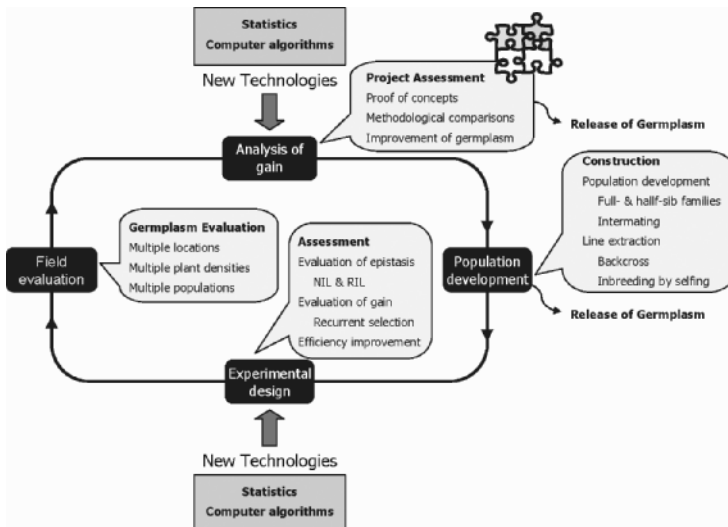 Statistics
Computer algorithms
New Technologies
Project Assessment
Proof of concepts
Methodological comparisons
Improvement of germplasm
Release of Germplasm
Analysis of
gain
Construction
Population development
Full- & hallf-sib families
Intermating
Line extraction
Backcross
Inbreeding by selfing
Germplasm Evaluation
Multiple locations
Multiple plant densities
Multiple populations
Assessment
Evaluation of epistasis
NIL & RIL
Evaluation of gain
Recurrent selection
Efficiency improvement
Field
evaluation
Population
development
Release of Germplasm
Experimental
design
New Technologies
Statistics
Computer algorithms